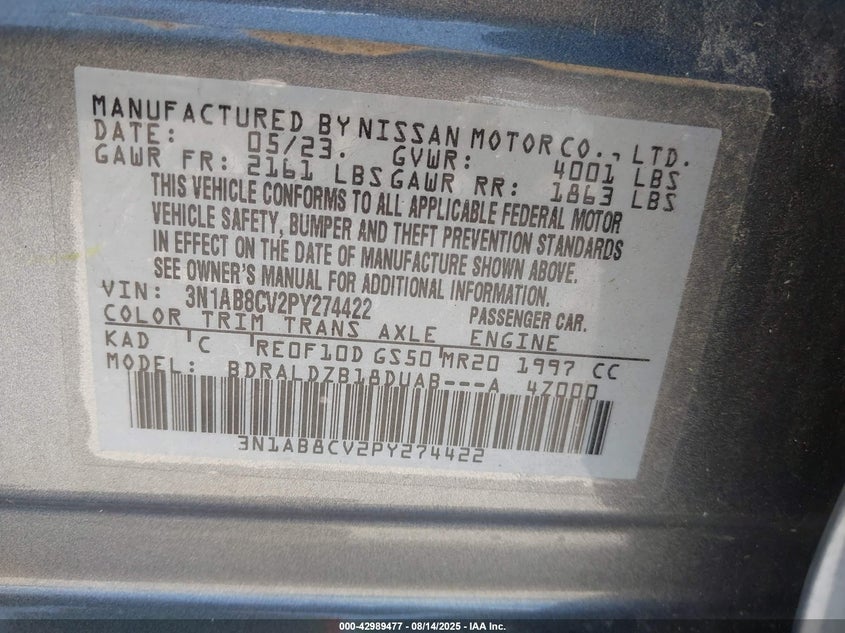 MANUFACTURED BY NISSAN MOTOR CO., LTD.
DATE: 05/23. GVWR: 4001 LBS
GAWR FR: 2161 LBS GAWR RR: 1863 LBS
THIS VEHICLE CONFORMS TO ALL APPLICABLE FEDERAL MOTOR
VEHICLE SAFETY, BUMPER AND THEFT PREVENTION STANDARDS
IN EFFECT ON THE DATE OF MANUFACTURE SHOWN ABOVE.
SEE OWNER'S MANUAL FOR ADDITIONAL INFORMATION.
VIN: 3N1AB8CV2PY274422 PASSENGER CAR.
COLOR TRIM TRANS AXLE ENGINE
KAD 'C 'RE0F10D GS50 MR20 1997 CC
MODEL: BDRALDZB18DUAB---A 4Z000
3N1AB8CV2PY274422
000-42989477 - 08/14/2025 - IAA Inc.